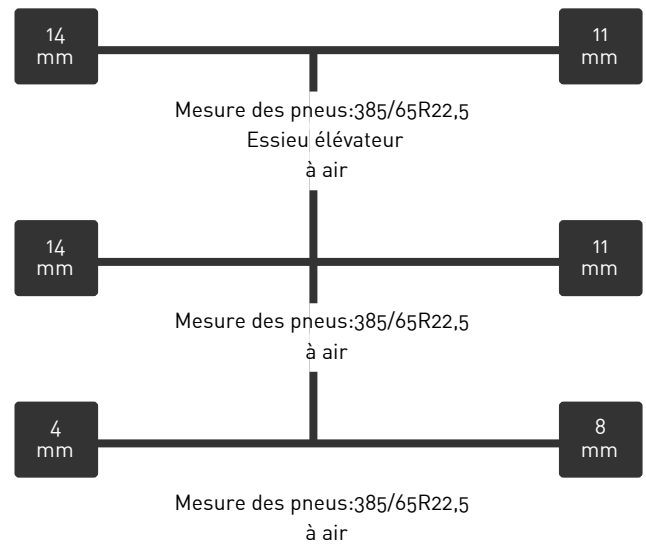 14
mm
11
mm
Mesure des pneus:385/65R22,5
Essieu élévateur
à air
14
mm
11
mm
Mesure des pneus:385/65R22,5
à air
4
mm
8
mm
Mesure des pneus:385/65R22,5
à air